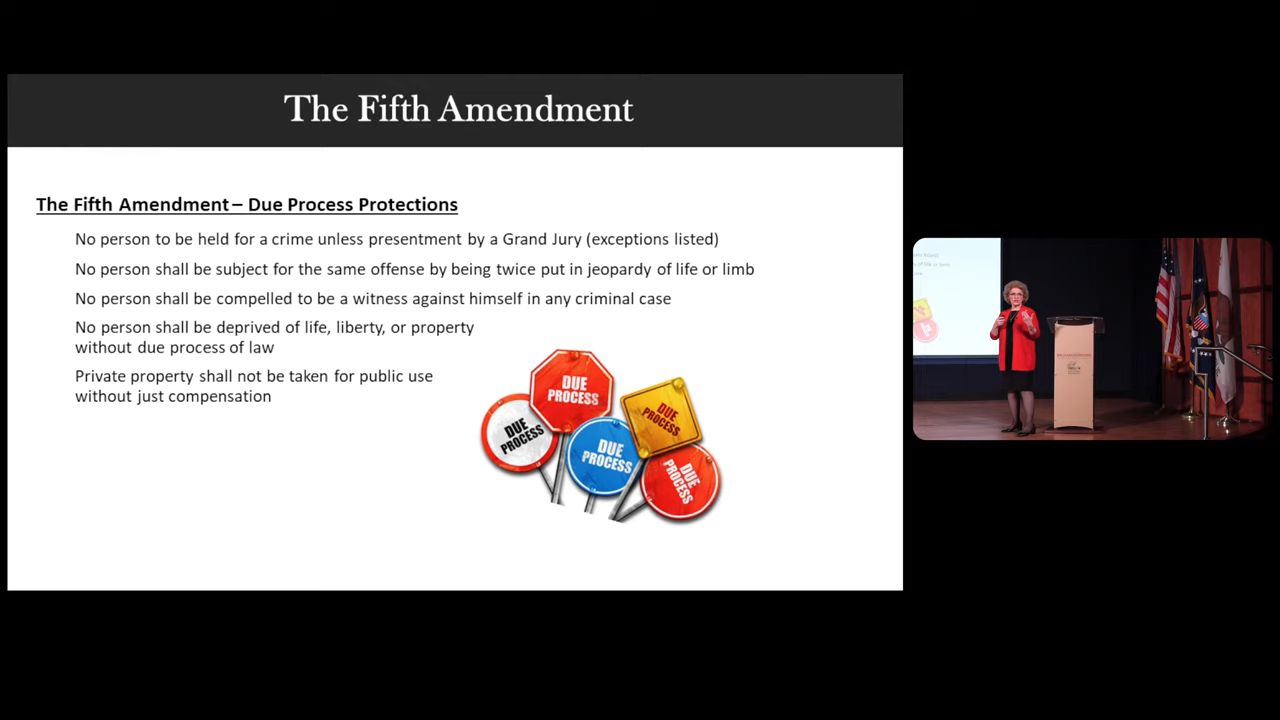 The Fifth Amendment
The Fifth Amendment – Due Process Protections
No person to be held for a crime unless presentment by a Grand Jury (exceptions listed)
No person shall be subject for the same offense by being twice put in jeopardy of life or limb
No person shall be compelled to be a witness against himself in any criminal case
No person shall be deprived of life, liberty, or property
without due process of law
Private property shall not be taken for public use
without just compensation
DUE
PROCESS
DUE
PROCESS
DUE
PROCESS
DUE
PROCESS
DUE
PROCESS